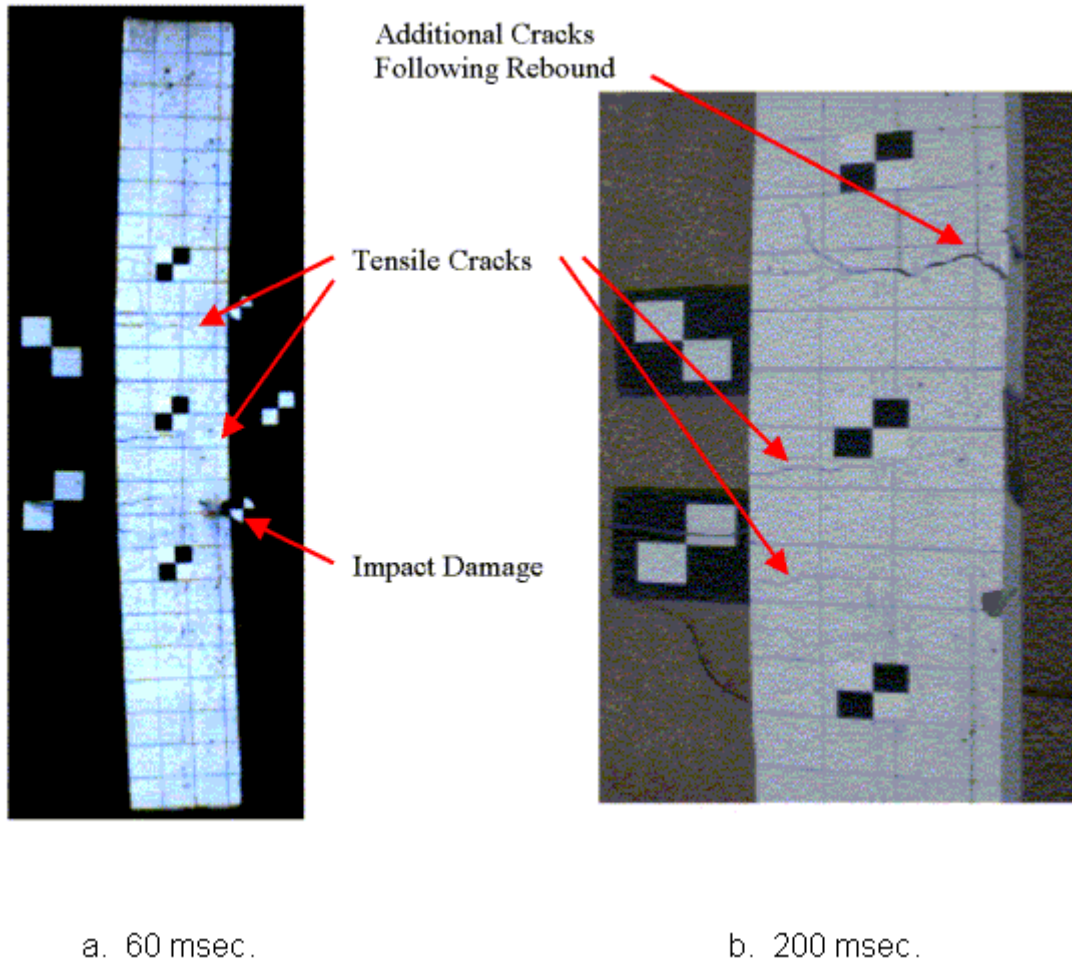 Additional Cracks
Following Rebound
Tensile Cracks
Impact Damage
a. 60 msec.
b. 200 msec.